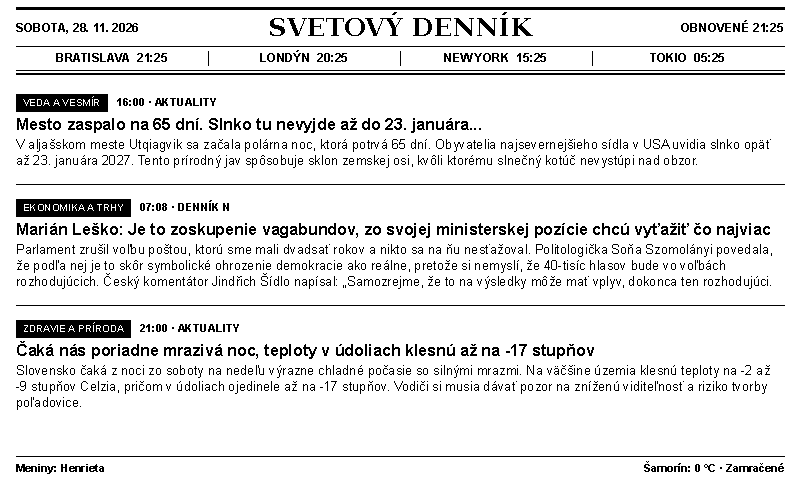 SOBOTA, 28. 11. 2026
SVETOVÝ DENNÍK
OBNOVENÉ 21:25
BRATISLAVA 21:25
LONDÝN 20:25
NEW YORK 15:25
TOKIO 05:25
VEDA A VESMÍR 16:00 · AKTUALITY
Mesto zaspalo na 65 dní. Slnko tu nevyjde až do 23. januára...
V aljašskom meste Utqiagvik sa začala polárna noc, ktorá potrvá 65 dní. Obyvatelia najsevernejšieho sídla v USA uvidia slnko opäť
až 23. januára 2027. Tento prírodný jav spôsobuje sklon zemskej osi, kvôli ktorému slnečný kotúč nevystúpi nad obzor.
EKONOMIKA A TRHY 07:08 · DENNÍK N
Marián Leško: Je to zoskupenie vagabundov, zo svojej ministerskej pozície chcú vyťažiť čo najviac
Parlament zrušil voľbu poštou, ktorú sme mali dvadsať rokov a nikto sa na ňu nesťažoval. Politologička Soňa Szomolányi povedala,
že podľa nej je to skôr symbolické ohrozenie demokracie ako reálne, pretože si nemyslí, že 40-tisíc hlasov bude vo voľbách
rozhodujúcich. Český komentátor Jindřich Šídlo napísal: „Samozrejme, že to na výsledky môže mať vplyv, dokonca ten rozhodujúci.
ZDRAVIE A PRÍRODA 21:00 · AKTUALITY
Čaká nás poriadne mrazivá noc, teploty v údoliach klesnú až na -17 stupňov
Slovensko čaká z noci zo soboty na nedeľu výrazne chladné počasie so silnými mrazmi. Na väčšine územia klesnú teploty na -2 až
-9 stupňov Celzia, pričom v údoliach ojedinele až na -17 stupňov. Vodiči si musia dávať pozor na zníženú viditeľnosť a riziko tvorby
poľadovice.
Meniny: Henrieta
Šamorín: 0 °C · Zamračené